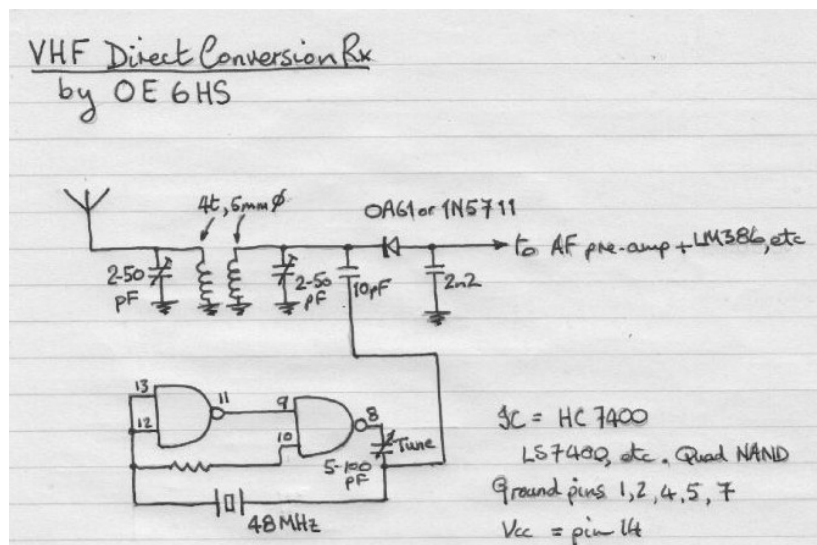 VHF Direct Conversion Rx
by OE6HS
4t, 5mm Ø
OA61 or 1N5711
to AF pre-amp + LM386, etc
2-50 pF
2-50 pF
10pF
2n2
13
12
11
9
10
8
Tune
5-100 pF
48MHz
IC = HC7400
LS7400, etc. Quad NAND
Ground pins 1, 2, 4, 5, 7
Vcc = pin 14